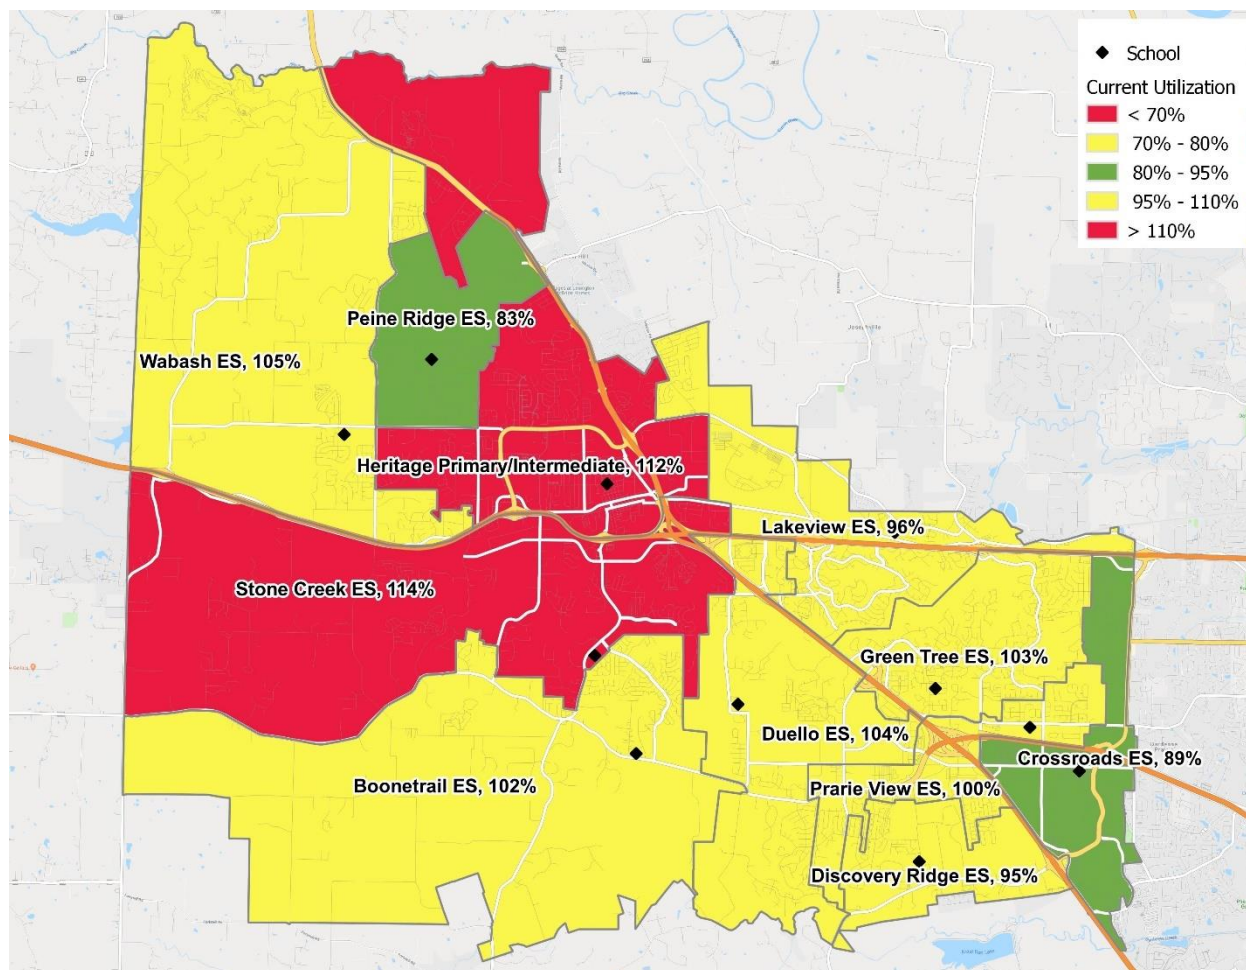 School
Current Utilization
< 70%
70% - 80%
80% - 95%
95% - 110%
> 110%
Peine Ridge ES, 83%
Wabash ES, 105%
Heritage Primary/Intermediate, 112%
Lakeview ES, 96%
Stone Creek ES, 114%
Green Tree ES, 103%
Duello ES, 104%
Crossroads ES, 89%
Boonetrail ES, 102%
Prarie View ES, 100%
Discovery Ridge ES, 95%